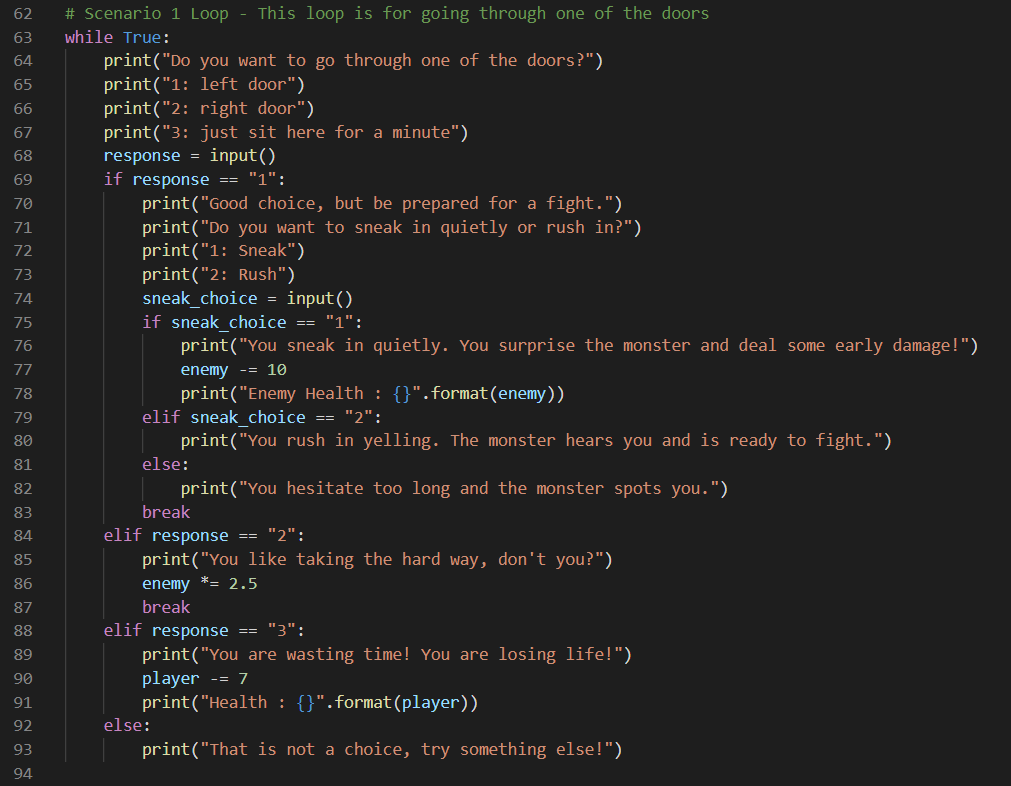 62 # Scenario 1 Loop - This loop is for going through one of the doors
63 while True:
64     print("Do you want to go through one of the doors?")
65     print("1: left door")
66     print("2: right door")
67     print("3: just sit here for a minute")
68     response = input()
69     if response == "1":
70         print("Good choice, but be prepared for a fight.")
71         print("Do you want to sneak in quietly or rush in?")
72         print("1: Sneak")
73         print("2: Rush")
74         sneak_choice = input()
75         if sneak_choice == "1":
76             print("You sneak in quietly. You surprise the monster and deal some early damage!")
77             enemy -= 10
78             print("Enemy Health : {}".format(enemy))
79         elif sneak_choice == "2":
80             print("You rush in yelling. The monster hears you and is ready to fight.")
81         else:
82             print("You hesitate too long and the monster spots you.")
83         break
84     elif response == "2":
85         print("You like taking the hard way, don't you?")
86         enemy *= 2.5
87         break
88     elif response == "3":
89         print("You are wasting time! You are losing life!")
90         player -= 7
91         print("Health : {}".format(player))
92     else:
93         print("That is not a choice, try something else!")
94